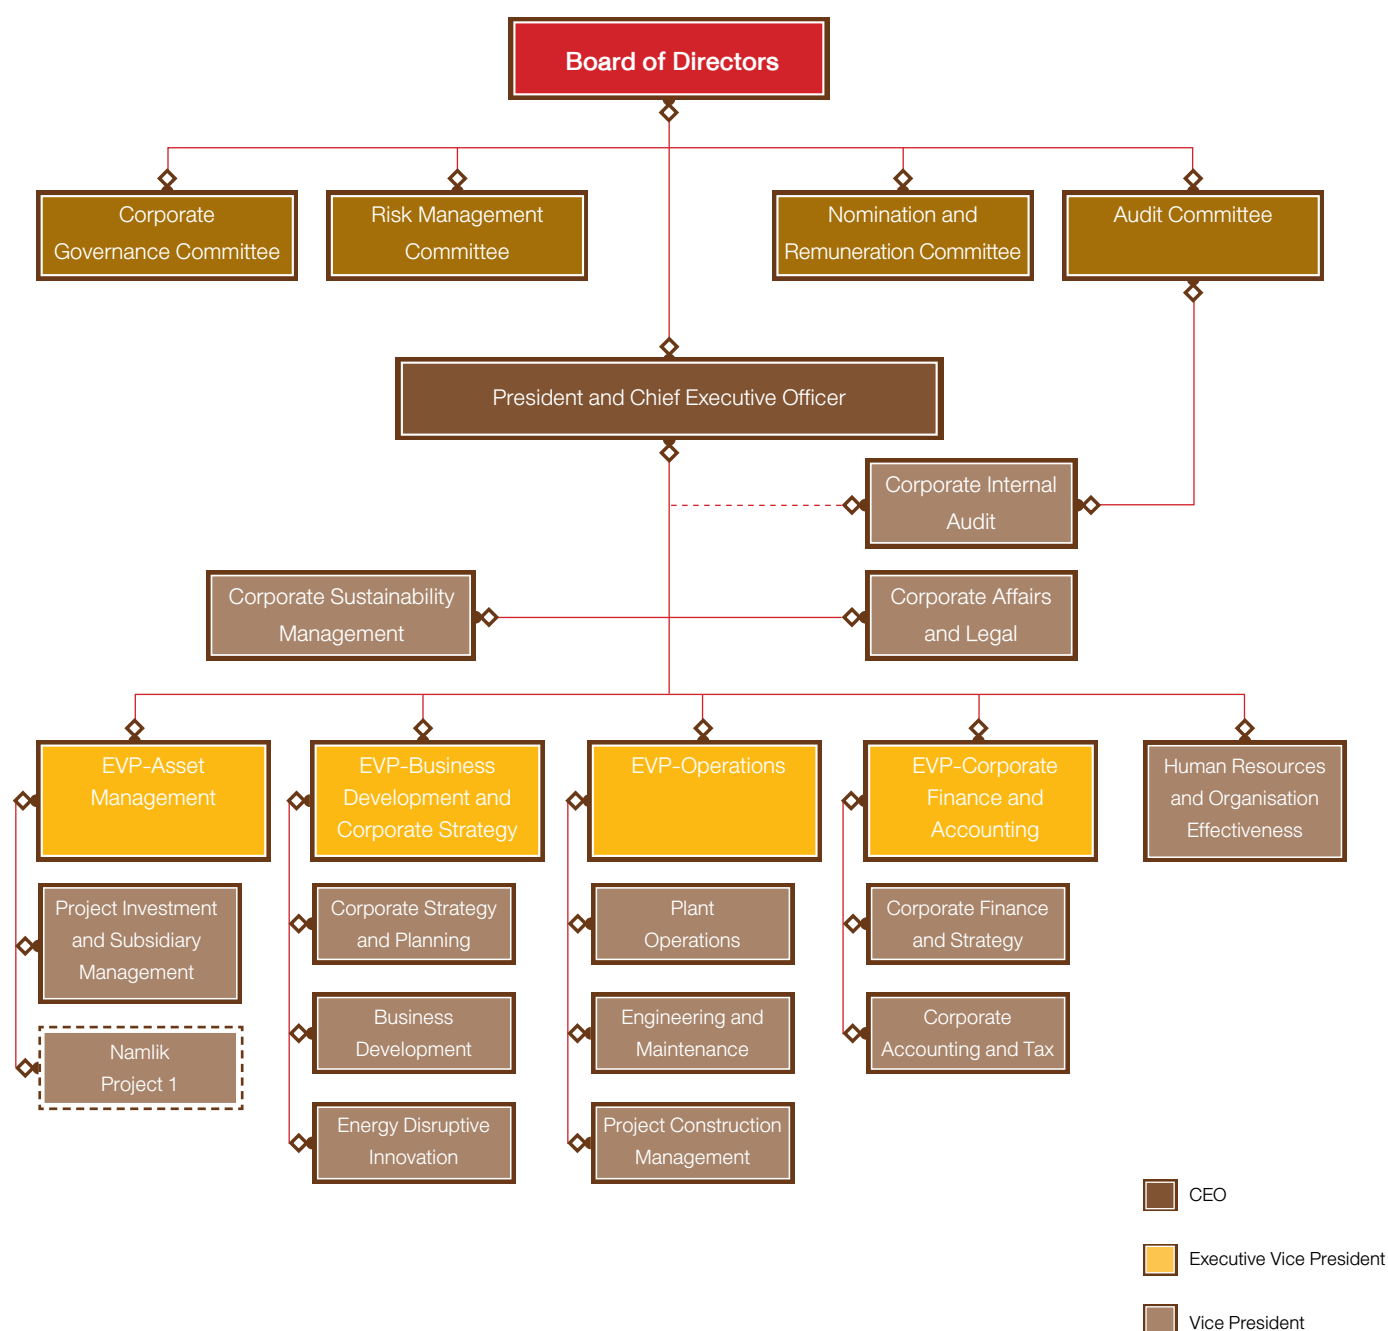 Board of Directors
Corporate
Governance Committee
Risk Management
Committee
Nomination and
Remuneration Committee
Audit Committee
President and Chief Executive Officer
Corporate Internal
Audit
Corporate Sustainability
Management
Corporate Affairs
and Legal
EVP-Asset
Management
EVP-Business
Development and
Corporate Strategy
EVP-Operations
EVP-Corporate
Finance and
Accounting
Human Resources
and Organisation
Effectiveness
Project Investment
and Subsidiary
Management
Namlik
Project 1
Corporate Strategy
and Planning
Business
Development
Energy Disruptive
Innovation
Plant
Operations
Engineering and
Maintenance
Project Construction
Management
Corporate Finance
and Strategy
Corporate
Accounting and Tax
CEO
Executive Vice President
Vice President